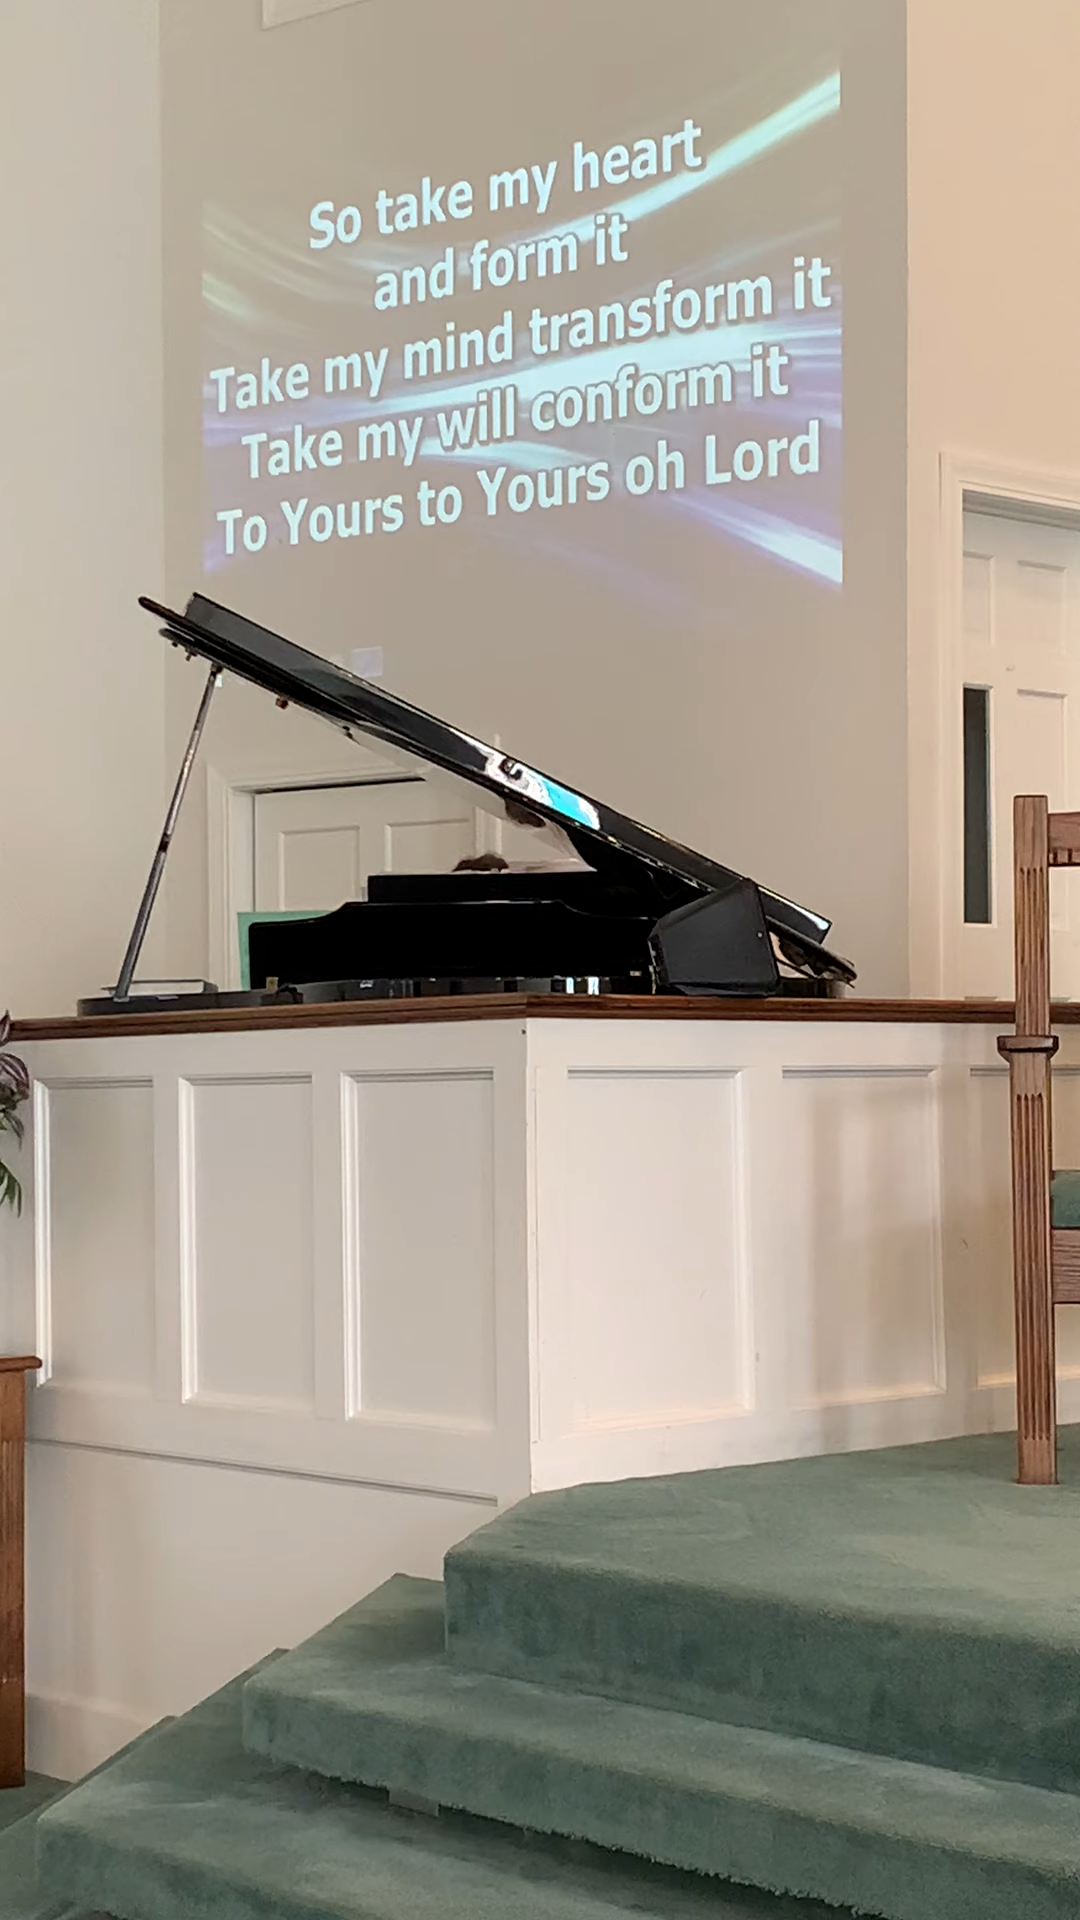 So take my heart
and form it
Take my mind transform it
Take my will conform it
To Yours to Yours oh Lord